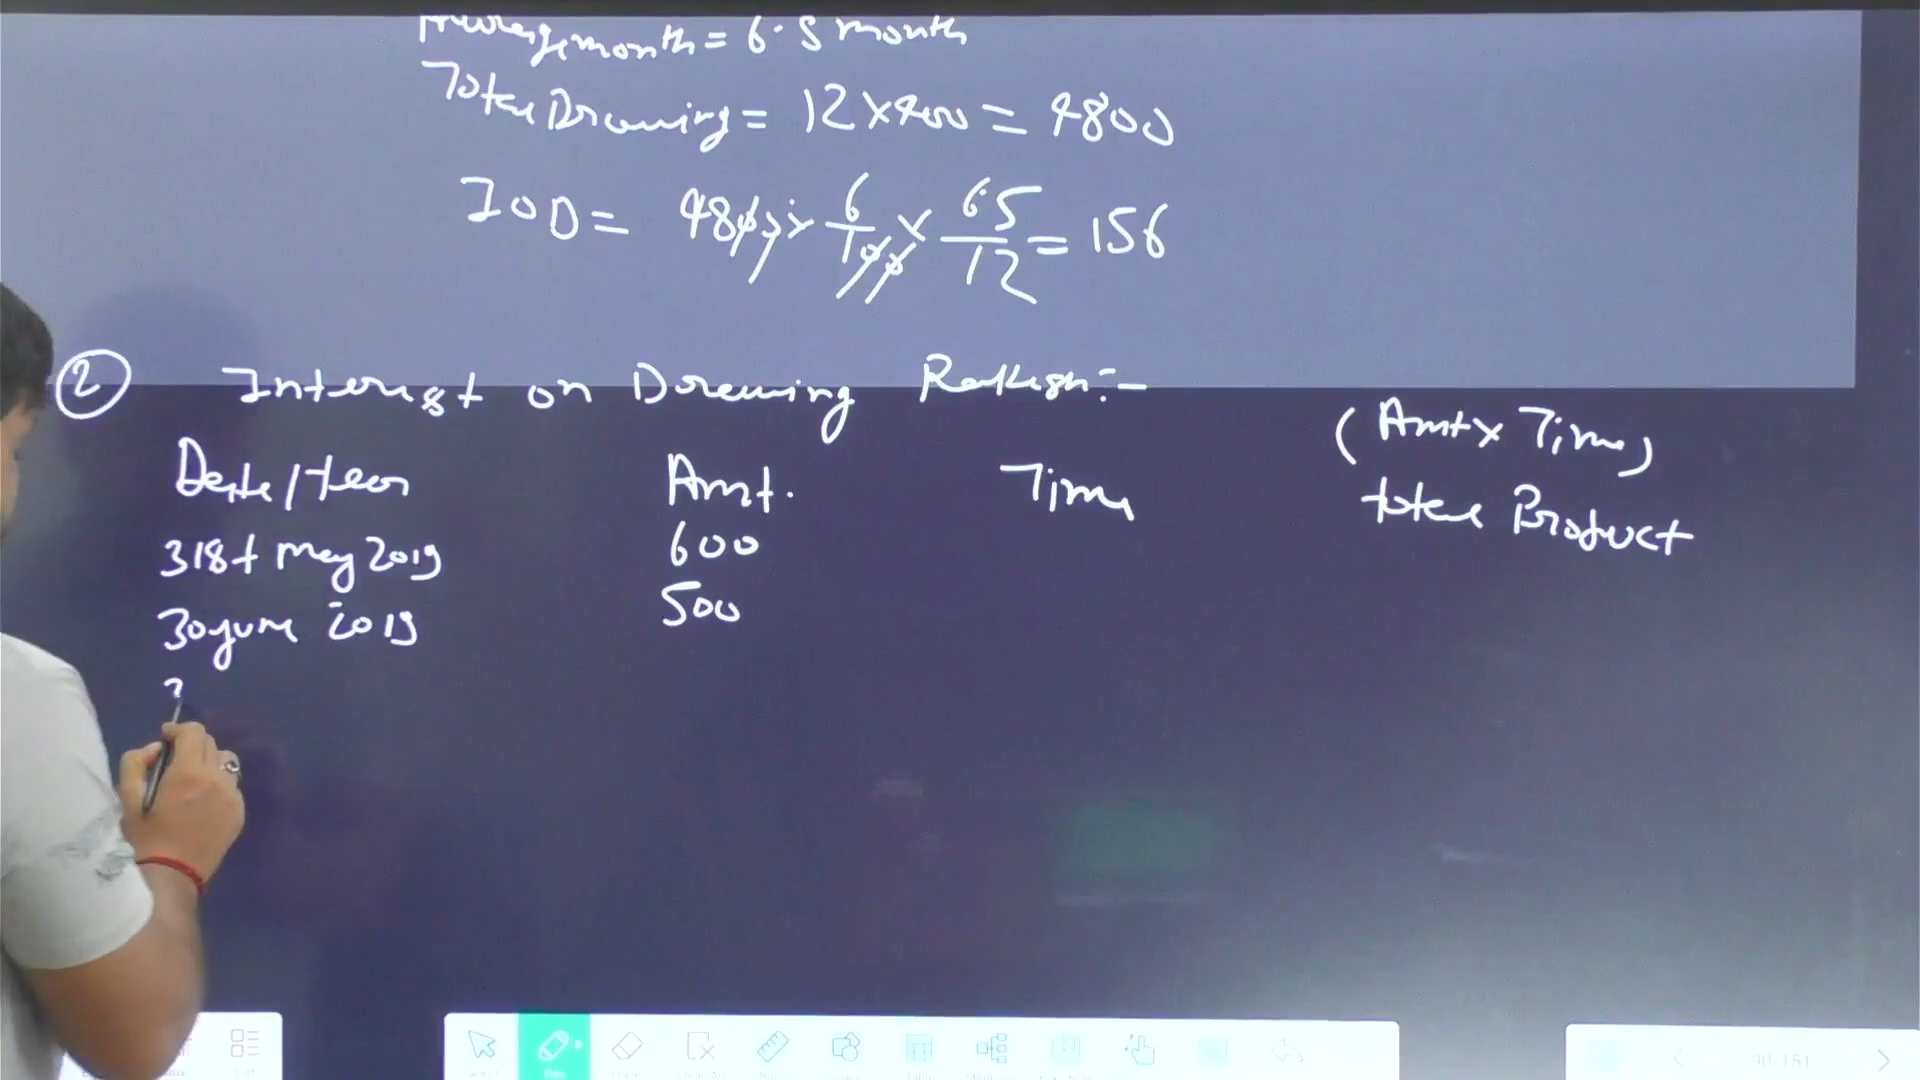 Average month = 6.5 month
Total Drawing = 12 x 400 = 4800
IOD = 4800 x 6/100 x 6.5/12 = 156
2 Interest on Drawing Rakesh :-
Date/Year Amt. Time (Amt x Time) total Product
31st May 2019 600
30 june 2019 500
3